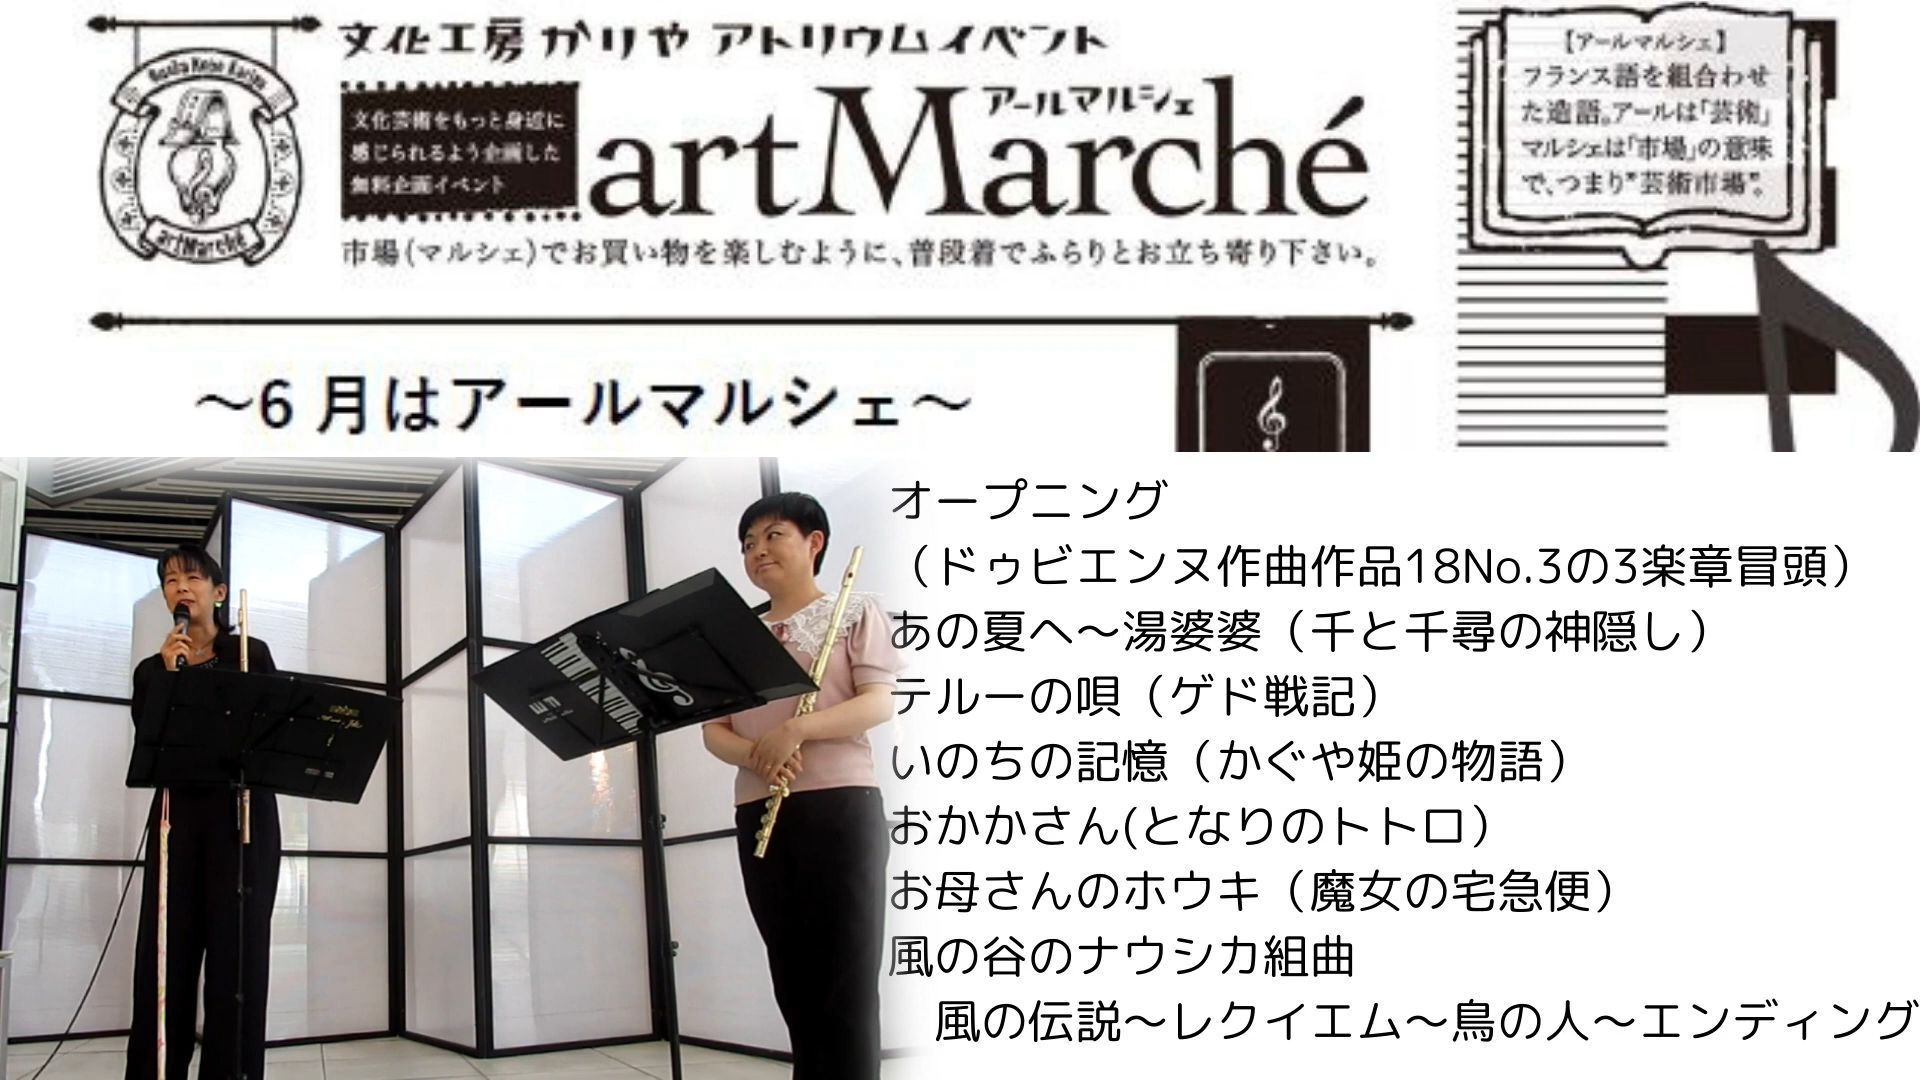 文化工房かりや アトリウムイベント
文化芸術をもっと身近に
感じられるよう企画した
無料企画イベント
アールマルシェ
artMarché
市場(マルシェ)でお買い物を楽しむように、普段着でふらりとお立ち寄り下さい。
Bunka Kobo Kariya
artMarché
【アールマルシェ】
フランス語を組合わせ
た造語。アールは「芸術」
マルシェは「市場」の意味
で、つまり"芸術市場"。
～6 月はアールマルシェ～
オープニング
（ドゥビエンヌ作曲作品18No.3の3楽章冒頭）
あの夏へ～湯婆婆（千と千尋の神隠し）
テルーの唄（ゲド戦記）
いのちの記憶（かぐや姫の物語）
おかかさん(となりのトトロ）
お母さんのホウキ（魔女の宅急便）
風の谷のナウシカ組曲
風の伝説～レクイエム～鳥の人～エンディング